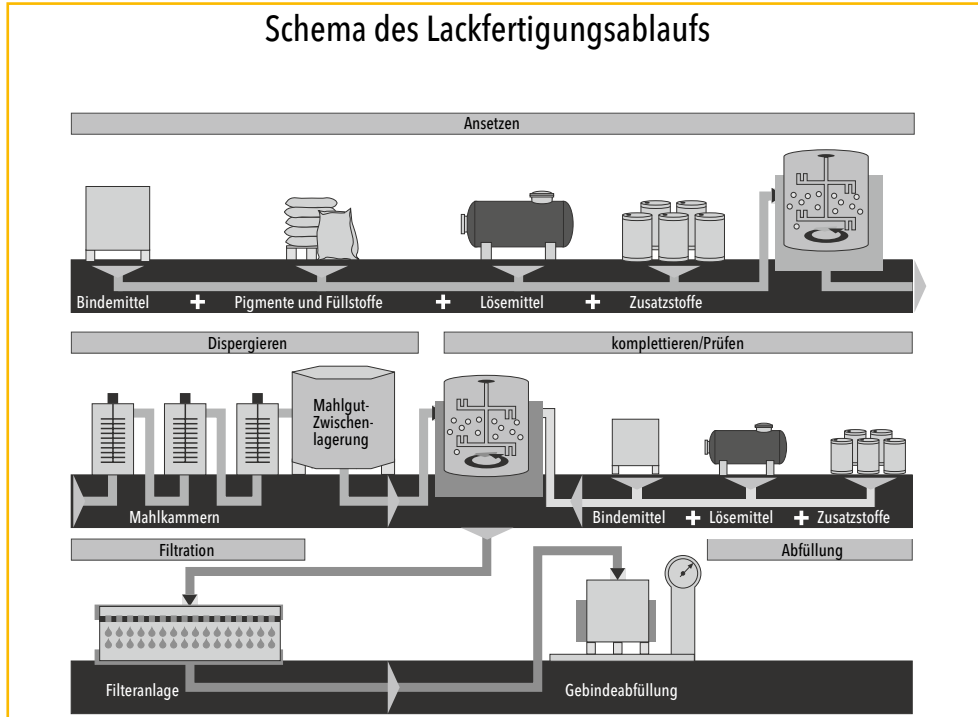 Schema des Lackfertigungsablaufs
Ansetzen
Bindemittel + Pigmente und Füllstoffe + Lösemittel + Zusatzstoffe
Dispergieren
komplettieren/Prüfen
Mahlgut-
Zwischen-
lagerung
Mahlkammern
Bindemittel + Lösemittel + Zusatzstoffe
Filtration
Abfüllung
Filteranlage
Gebindeabfüllung